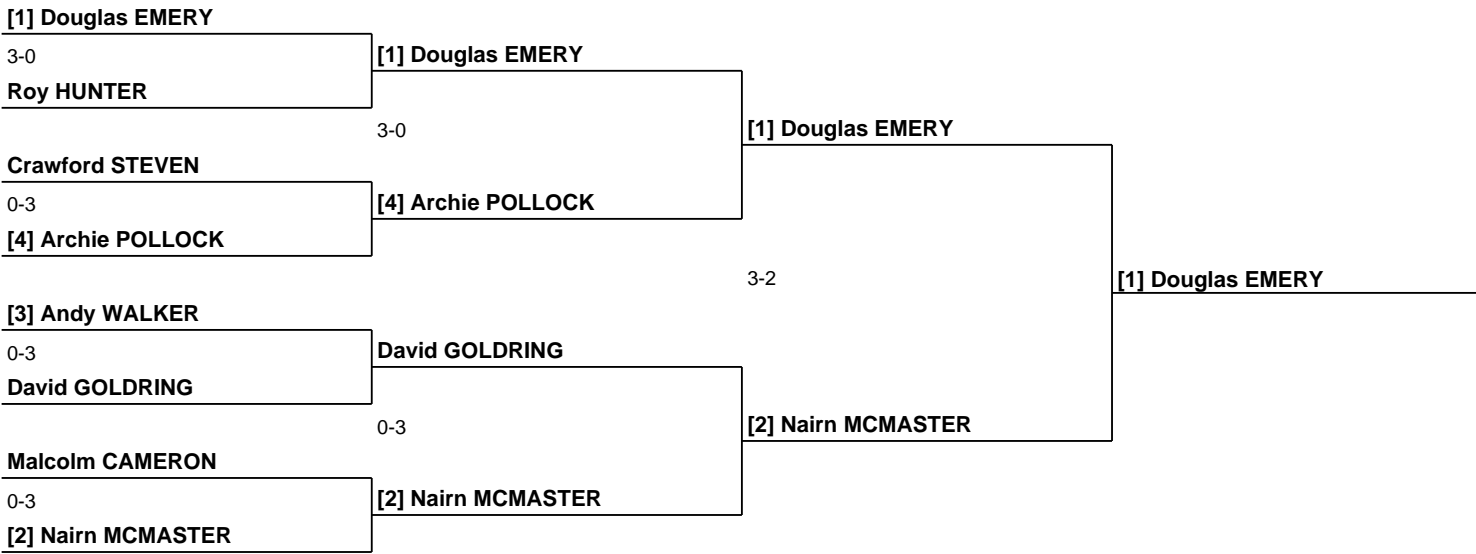 [1] Douglas EMERY
3-0
[1] Douglas EMERY
Roy HUNTER
3-0
[1] Douglas EMERY
Crawford STEVEN
0-3
[4] Archie POLLOCK
[4] Archie POLLOCK
3-2
[1] Douglas EMERY
[3] Andy WALKER
0-3
David GOLDRING
David GOLDRING
0-3
[2] Nairn MCMASTER
Malcolm CAMERON
0-3
[2] Nairn MCMASTER
[2] Nairn MCMASTER